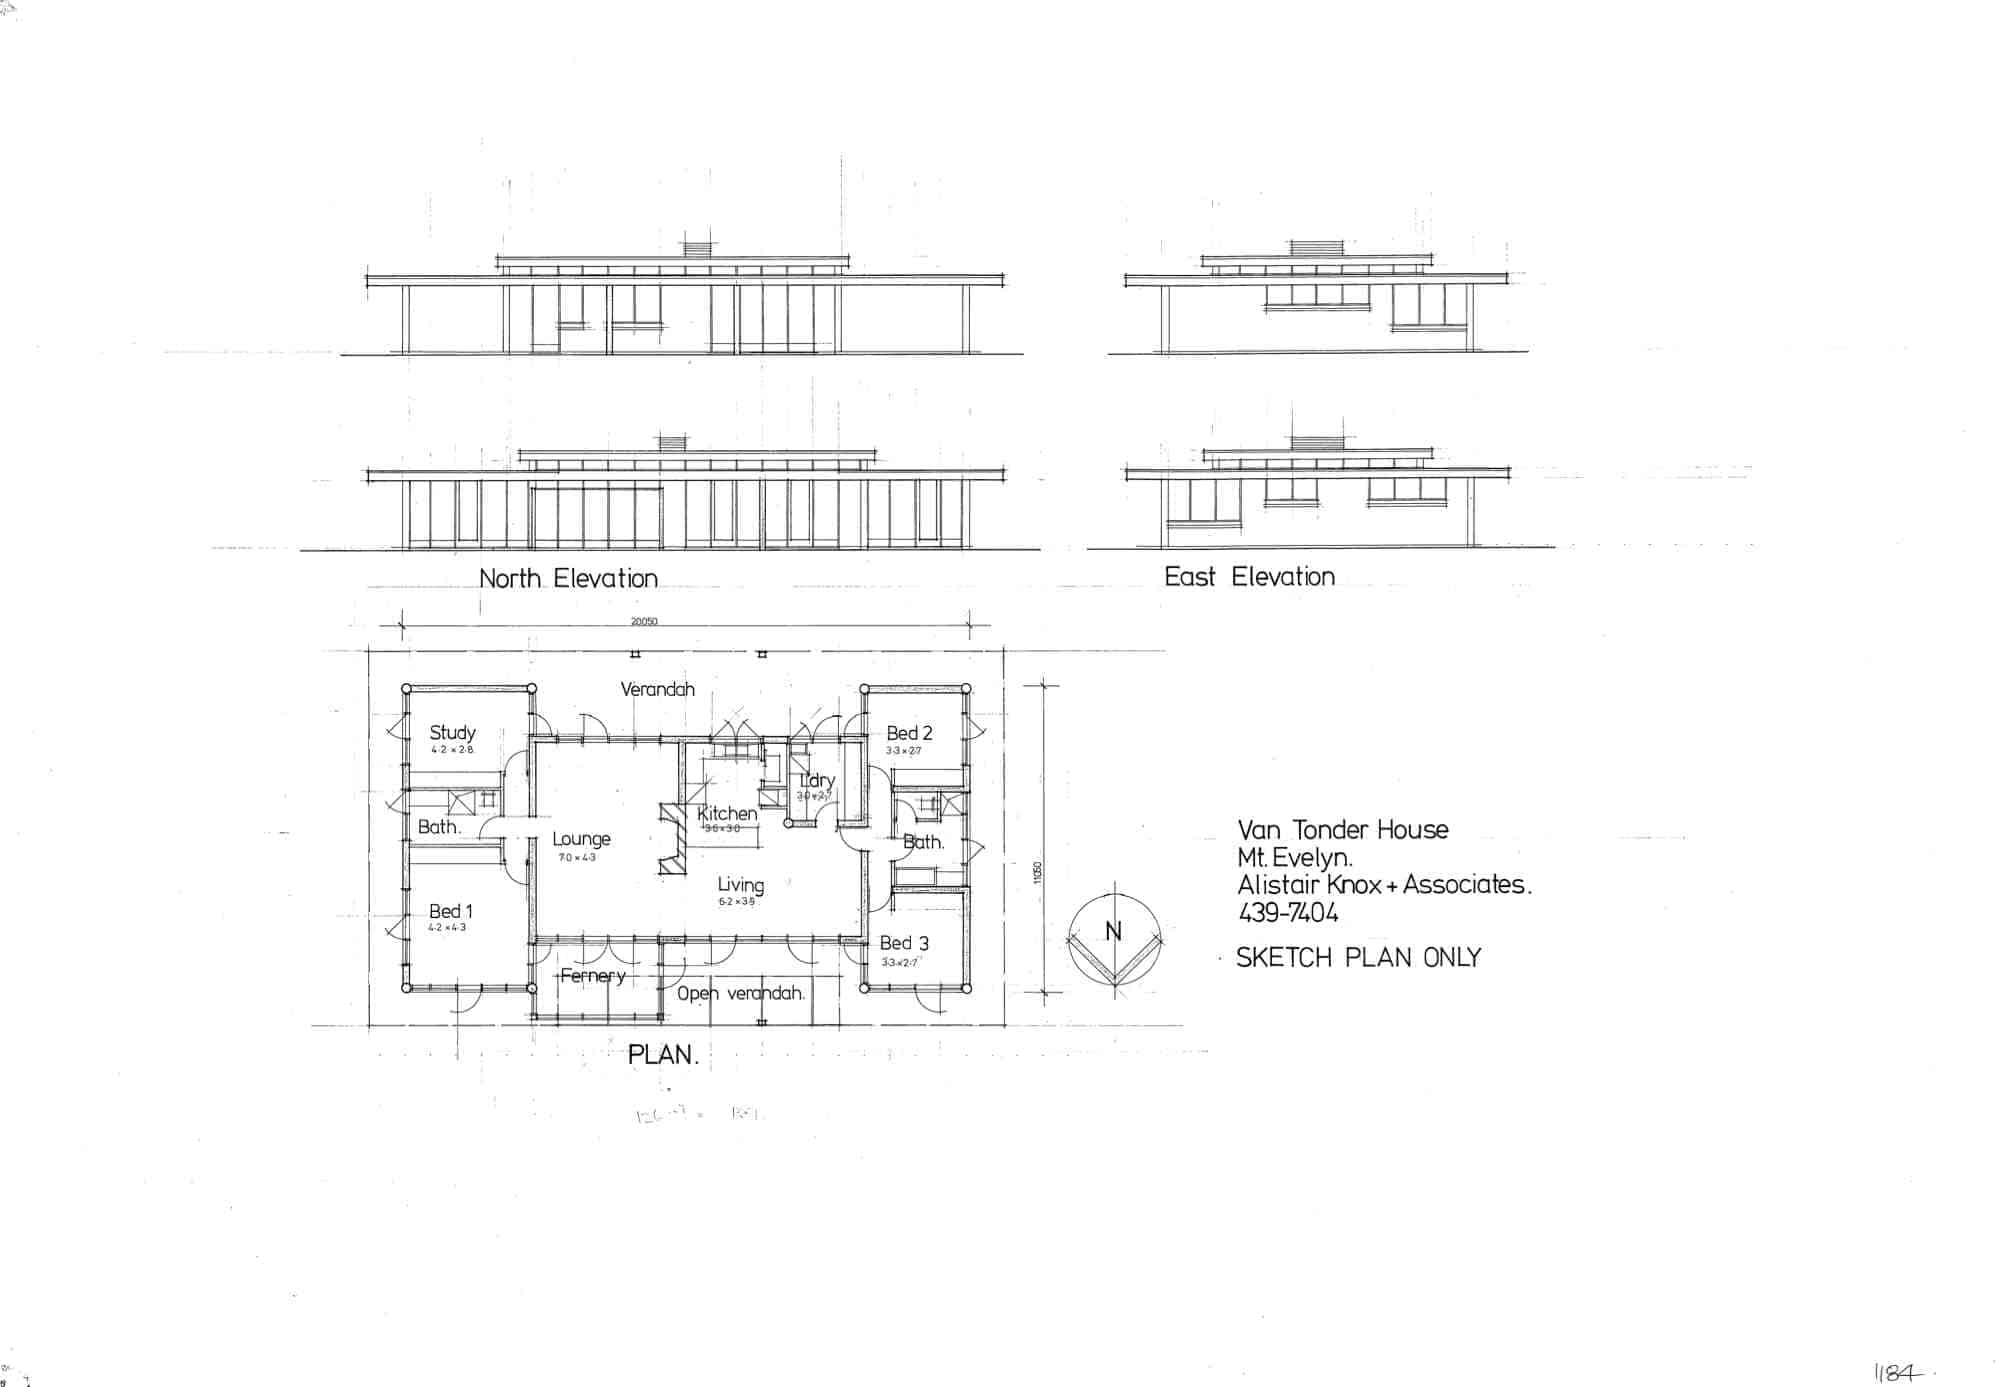 North Elevation
East Elevation
20050
Verandah
Study
4·2 × 2·8
Bed 2
3·3 × 2·7
Ldry
3·0 × 2·7
Kitchen
3·6 × 3·0
Bath.
Lounge
7·0 × 4·3
Bath.
Living
6·2 × 3·9
Bed 1
4·2 × 4·3
Bed 3
3·3 × 2·7
Fernery
Open verandah.
11050
N
PLAN.
Van Tonder House
Mt. Evelyn.
Alistair Knox + Associates.
439-7404
SKETCH PLAN ONLY
1184